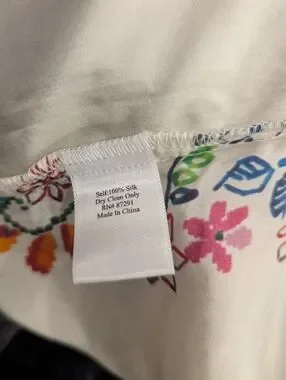 Self:100% Silk
Dry Clean Only
RN# 87291
Made In China